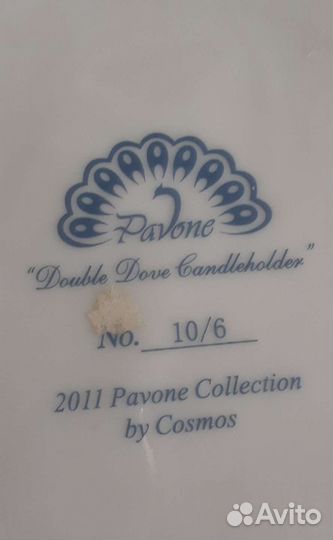 Pavone
"Double Dove Candleholder"
No. 10/6
2011 Pavone Collection
by Cosmos
Avito